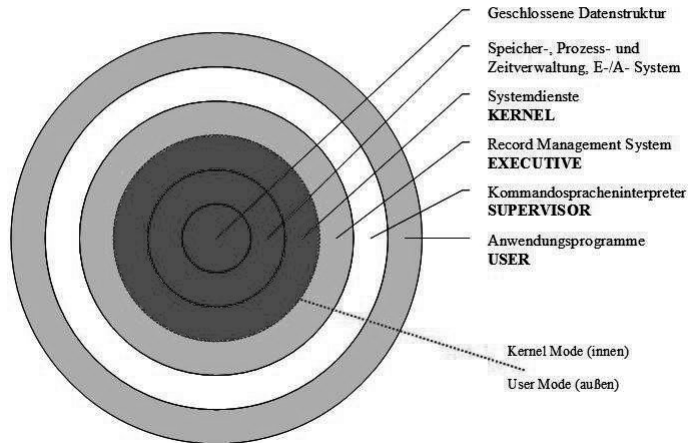 Geschlossene Datenstruktur
Speicher-, Prozess- und
Zeitverwaltung, E-/A- System
Systemdienste
KERNEL
Record Management System
EXECUTIVE
Kommandospracheninterpreter
SUPERVISOR
Anwendungsprogramme
USER
Kernel Mode (innen)
User Mode (außen)